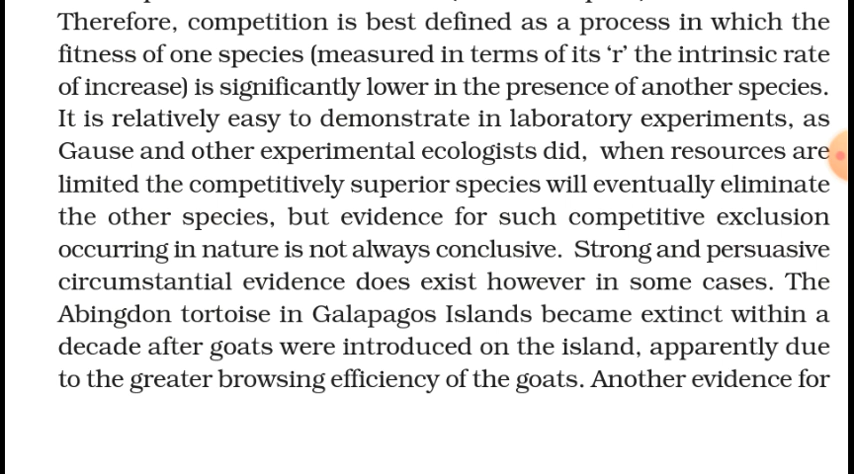 Therefore, competition is best defined as a process in which the
fitness of one species (measured in terms of its ‘r’ the intrinsic rate
of increase) is significantly lower in the presence of another species.
It is relatively easy to demonstrate in laboratory experiments, as
Gause and other experimental ecologists did,  when resources are
limited the competitively superior species will eventually eliminate
the other species, but evidence for such competitive exclusion
occurring in nature is not always conclusive.  Strong and persuasive
circumstantial evidence does exist however in some cases. The
Abingdon tortoise in Galapagos Islands became extinct within a
decade after goats were introduced on the island, apparently due
to the greater browsing efficiency of the goats. Another evidence for